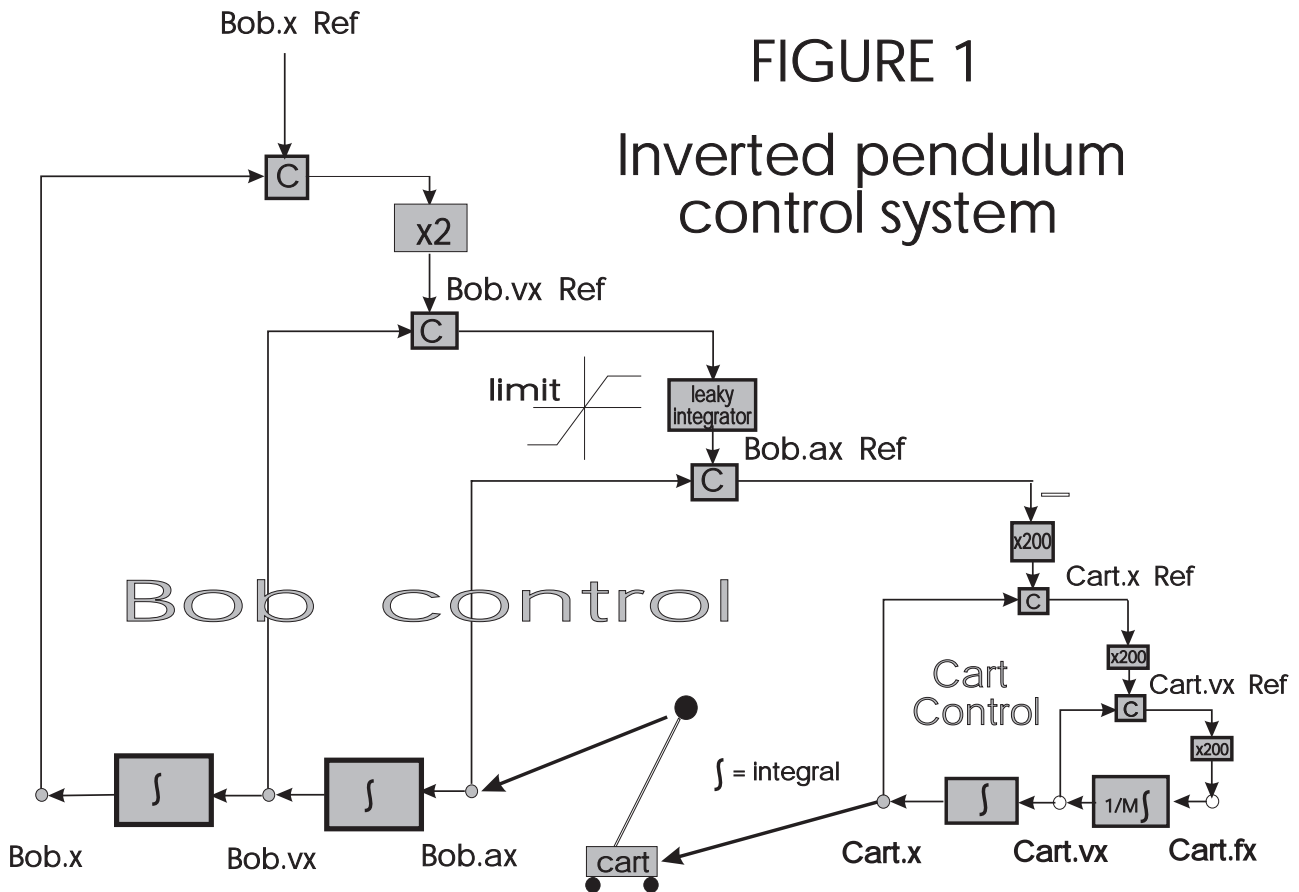 Bob.x Ref
FIGURE 1
Inverted pendulum
control system
C
x2
Bob.vx Ref
C
limit
leaky
integrator
Bob.ax Ref
C
x200
Cart.x Ref
C
Bob control
x200
Cart
Control
Cart.vx Ref
C
x200
∫ = integral
∫
∫
∫
1/M∫
Bob.x
Bob.vx
Bob.ax
cart
Cart.x
Cart.vx
Cart.fx